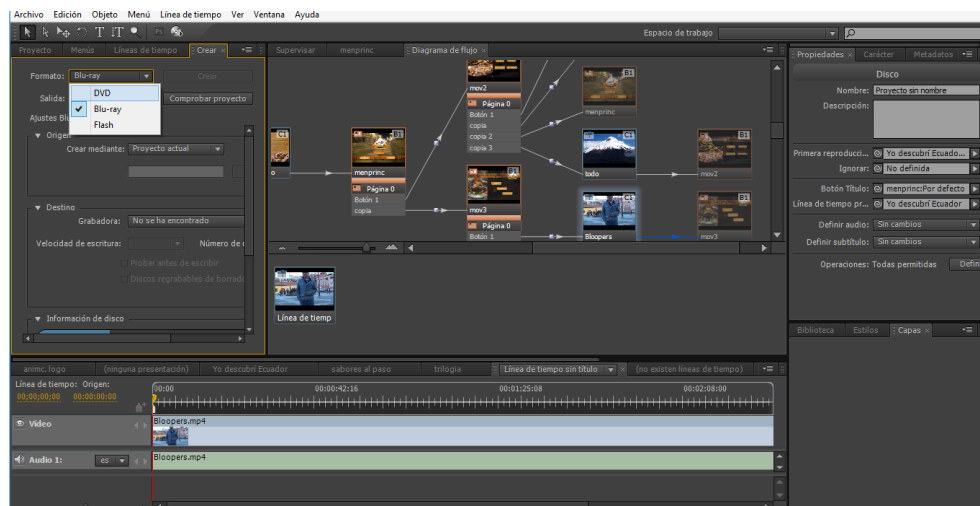 Archivo Edición Objeto Menú Línea de tiempo Ver Ventana Ayuda
Espacio de trabajo
Proyecto Menús Líneas de tiempo Crear
Formato: Blu-ray Crear
DVD
Blu-ray
Flash
Salida: Comprobar proyecto
Ajustes Bl
Origen
Crear mediante: Proyecto actual
Destino
Grabadora: No se ha encontrado
Velocidad de escritura: Número de c
Probar antes de escribir
Discos regrabables de borrado
Información de disco
Supervisar menprinc Diagrama de flujo
C1
o
C1
menprinc
Página 0
Botón 1
copia
mov2
Página 0
Botón 1
copia
copia 2
copia 3
B1
mov3
Página 0
Botón 1
B1
menprinc
C1
todo
B1
mov2
C1
Bloopers
B1
mov3
Línea de tiemp
Propiedades Carácter Metadatos
Disco
Nombre: Proyecto sin nombre
Descripción:
Primera reproducci... Yo descubrí Ecuado...
Ignorar: No definida
Botón Título: menprinc:Por defecto
Línea de tiempo pr... Yo descubrí Ecuador
Definir audio: Sin cambios
Definir subtítulo: Sin cambios
Operaciones: Todas permitidas Defin
Biblioteca Estilos Capas
animc. logo (ninguna presentación) Yo descubrí Ecuador sabores al paso trilogia Línea de tiempo sin título (no existen líneas de tiempo)
Línea de tiempo: Origen:
00;00;00;00 00:00:00:00
00:00 00:00:42:16 00:01:25:08 00:02:08:00
Vídeo
Bloopers.mp4
Audio 1: es
Bloopers.mp4